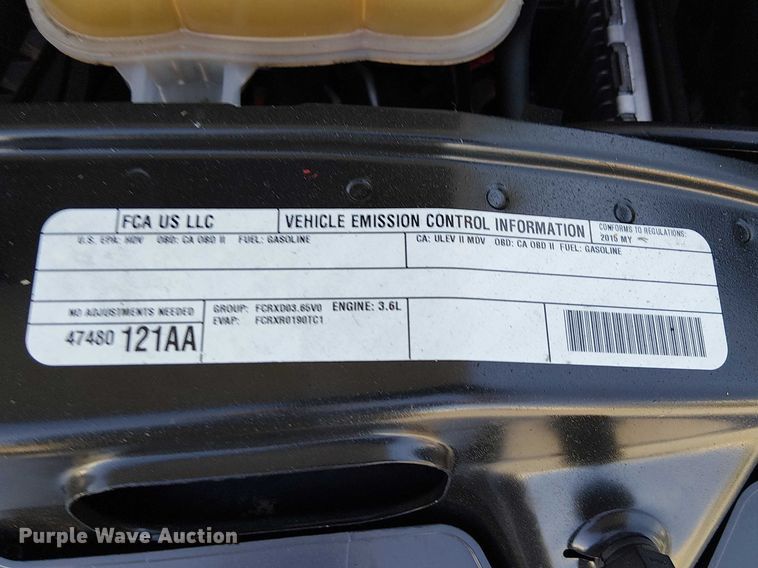 FCA US LLC
VEHICLE EMISSION CONTROL INFORMATION
CONFORMS TO REGULATIONS:
2015 MY
U.S. EPA: HDV OBD: CA OBD II FUEL: GASOLINE
CA: ULEV II MDV OBD: CA OBD II FUEL: GASOLINE
NO ADJUSTMENTS NEEDED
47480 121AA
GROUP: FCRXD03.65V0 ENGINE: 3.6L
EVAP: FCRXR0190TC1
Purple Wave Auction